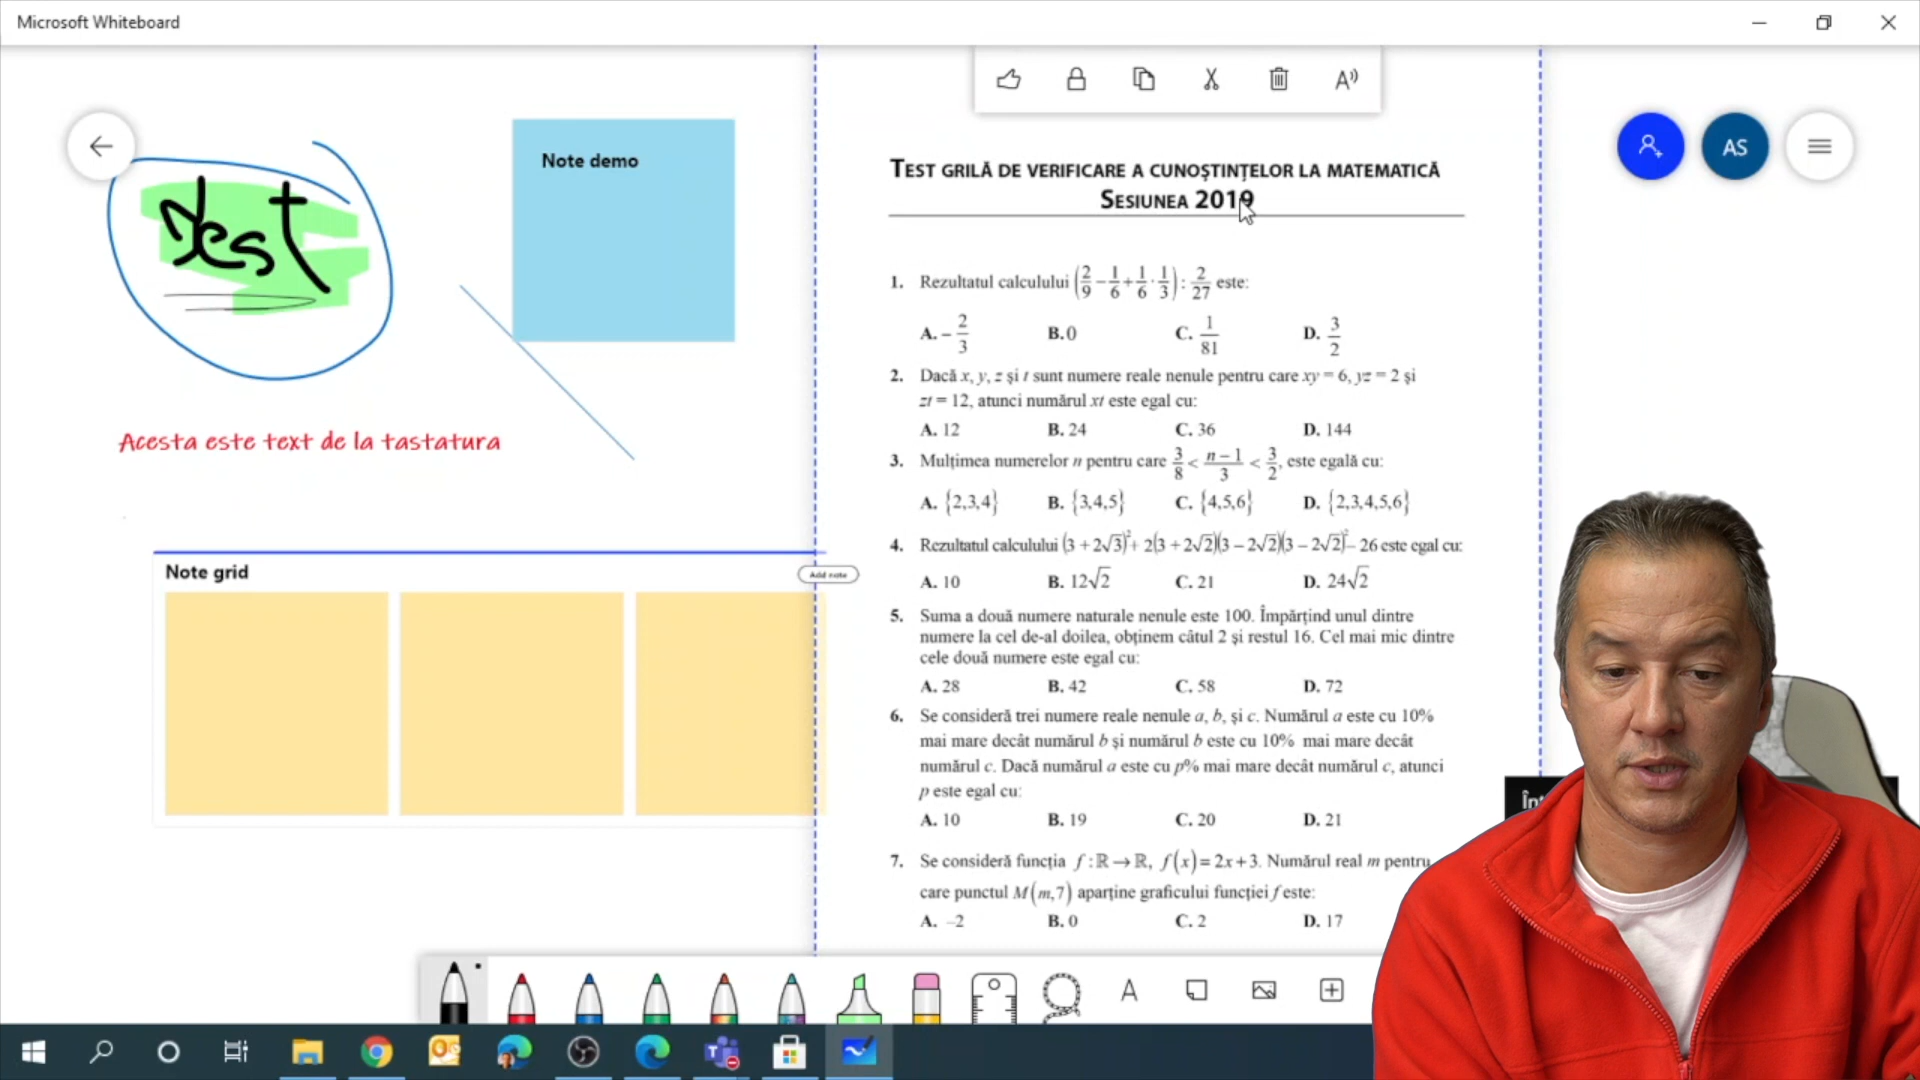 Microsoft Whiteboard
test
Note demo
Acesta este text de la tastatura
Note grid
Add note
AS
TEST GRILĂ DE VERIFICARE A CUNOȘTINȚELOR LA MATEMATICĂ
SESIUNEA 2019
1. Rezultatul calculului (2/9 − 1/6 + 1/6 · 1/3) : 2/27 este:
A. − 2/3 B. 0 C. 1/81 D. 3/2
2. Dacă x, y, z și t sunt numere reale nenule pentru care xy = 6, yz = 2 și
zt = 12, atunci numărul xt este egal cu:
A. 12 B. 24 C. 36 D. 144
3. Mulțimea numerelor n pentru care 3/8 < n − 1/3 < 3/2, este egală cu:
A. {2,3,4} B. {3,4,5} C. {4,5,6} D. {2,3,4,5,6}
4. Rezultatul calculului (3 + 2√3)² + 2(3 + 2√2)(3 − 2√2)(3 − 2√2)² − 26 este egal cu:
A. 10 B. 12√2 C. 21 D. 24√2
5. Suma a două numere naturale nenule este 100. Împărțind unul dintre
numere la cel de-al doilea, obținem câtul 2 și restul 16. Cel mai mic dintre
cele două numere este egal cu:
A. 28 B. 42 C. 58 D. 72
6. Se consideră trei numere reale nenule a, b, și c. Numărul a este cu 10%
mai mare decât numărul b și numărul b este cu 10% mai mare decât
numărul c. Dacă numărul a este cu p% mai mare decât numărul c, atunci
p este egal cu:
A. 10 B. 19 C. 20 D. 21
7. Se consideră funcția f : ℝ → ℝ, f(x) = 2x + 3. Numărul real m pentru
care punctul M(m,7) aparține graficului funcției f este:
A. −2 B. 0 C. 2 D. 17